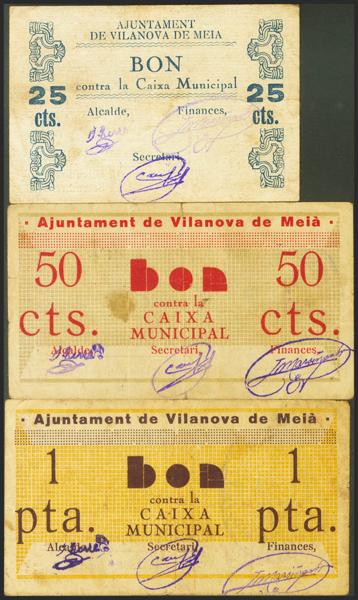 AJUNTAMENT
DE VILANOVA DE MEIA
BON
contra la Caixa Municipal
25 cts. 25 cts.
Alcalde, Finances,
Secretari
· Ajuntament de Vilanova de Meià ·
50 cts. bon 50 cts.
contra la
CAIXA
MUNICIPAL
Alcalde, Secretari, Finances,
· Ajuntament de Vilanova de Meià ·
1 pta. bon 1 pta.
contra la
CAIXA
MUNICIPAL
Alcalde Secretari, Finances,